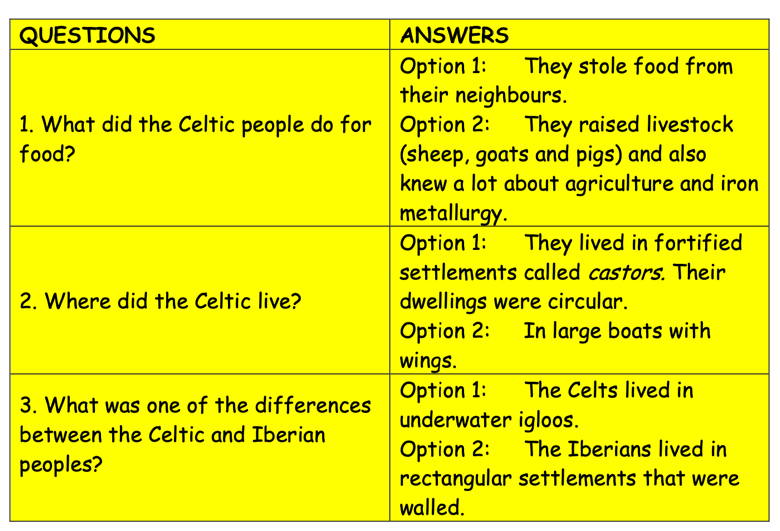 QUESTIONS
ANSWERS
1. What did the Celtic people do for
food?
Option 1: They stole food from
their neighbours.
Option 2: They raised livestock
(sheep, goats and pigs) and also
knew a lot about agriculture and iron
metallurgy.
2. Where did the Celtic live?
Option 1: They lived in fortified
settlements called castors. Their
dwellings were circular.
Option 2: In large boats with
wings.
3. What was one of the differences
between the Celtic and Iberian
peoples?
Option 1: The Celts lived in
underwater igloos.
Option 2: The Iberians lived in
rectangular settlements that were
walled.